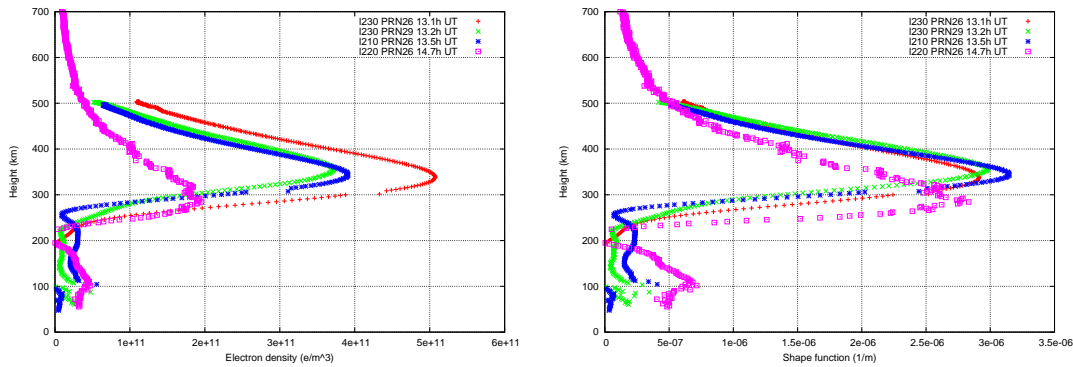 700
600
500
400
300
200
100
0
Height (km)
0
1e+11
2e+11
3e+11
4e+11
5e+11
6e+11
Electron density (e/m^3)
I230 PRN26 13.1h UT
I230 PRN29 13.2h UT
I210 PRN26 13.5h UT
I220 PRN26 14.7h UT
700
600
500
400
300
200
100
0
Height (km)
0
5e-07
1e-06
1.5e-06
2e-06
2.5e-06
3e-06
3.5e-06
Shape function (1/m)
I230 PRN26 13.1h UT
I230 PRN29 13.2h UT
I210 PRN26 13.5h UT
I220 PRN26 14.7h UT